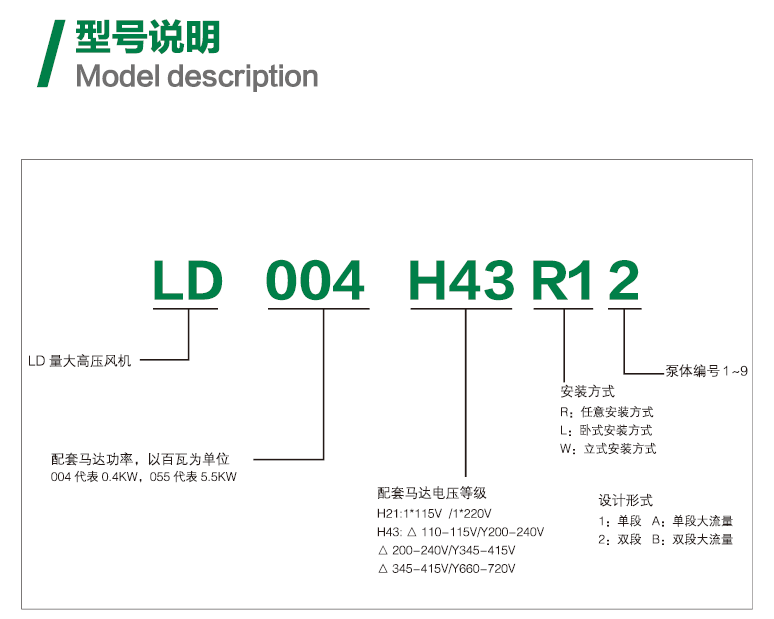 型号说明
Model description
LD 004 H43 R1 2
LD 量大高压风机
泵体编号1~9
安装方式
R：任意安装方式
L：卧式安装方式
W：立式安装方式
配套马达功率，以百瓦为单位
004 代表 0.4KW，055 代表 5.5KW
配套马达电压等级
H21:1*115V /1*220V
H43: △ 110-115V/Y200-240V
△ 200-240V/Y345-415V
△ 345-415V/Y660-720V
设计形式
1：单段 A：单段大流量
2：双段 B：双段大流量